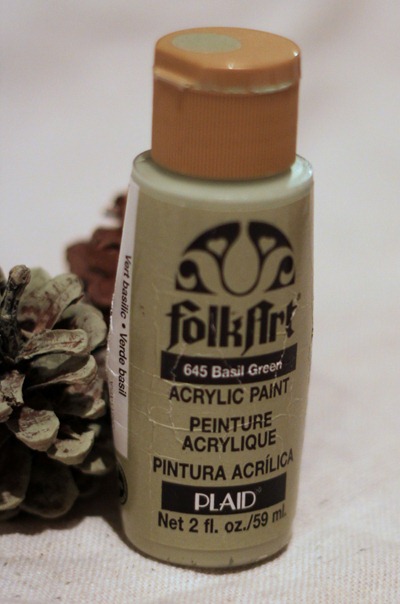 folkArt®
645 Basil Green
ACRYLIC PAINT
PEINTURE
ACRYLIQUE
PINTURA ACRÍLICA
PLAID®
Net 2 fl. oz./59 ml.
Vert basilic • Verde basil